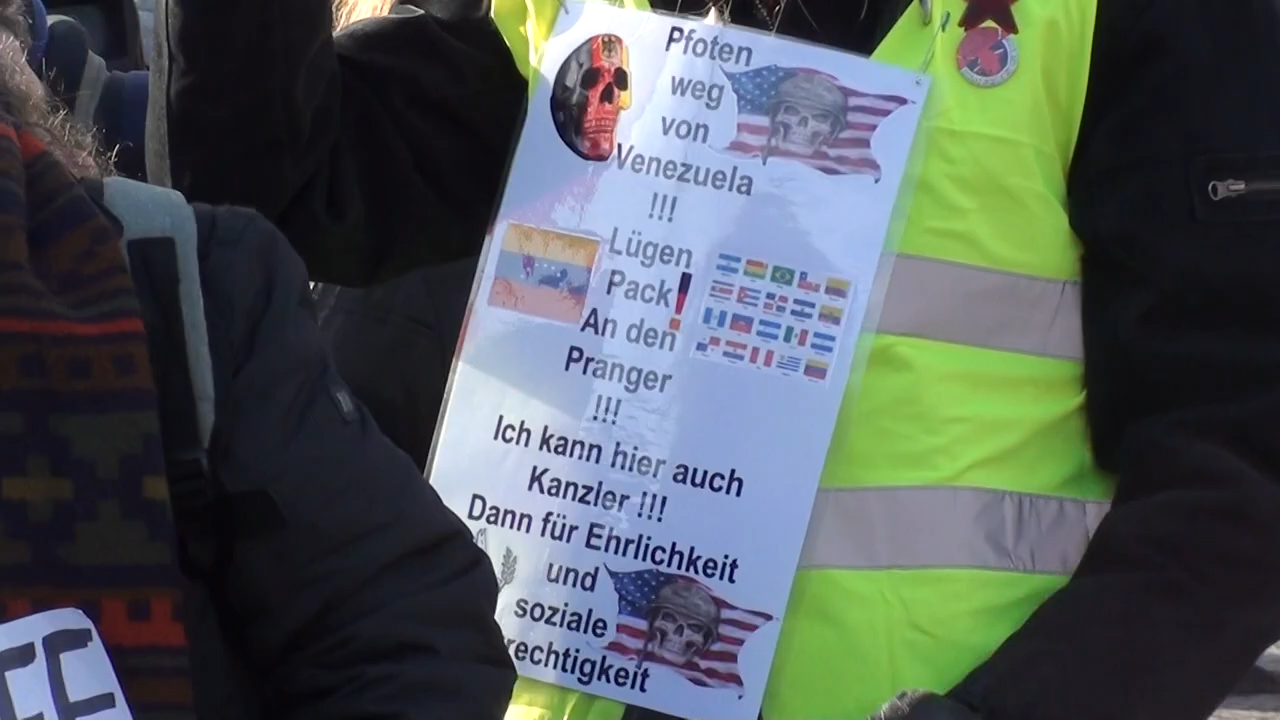 Pfoten
weg
von
Venezuela
!!!
Lügen
Pack!
An den
Pranger
!!!
Ich kann hier auch
Kanzler !!!
Dann für Ehrlichkeit
und
soziale
rechtigkeit